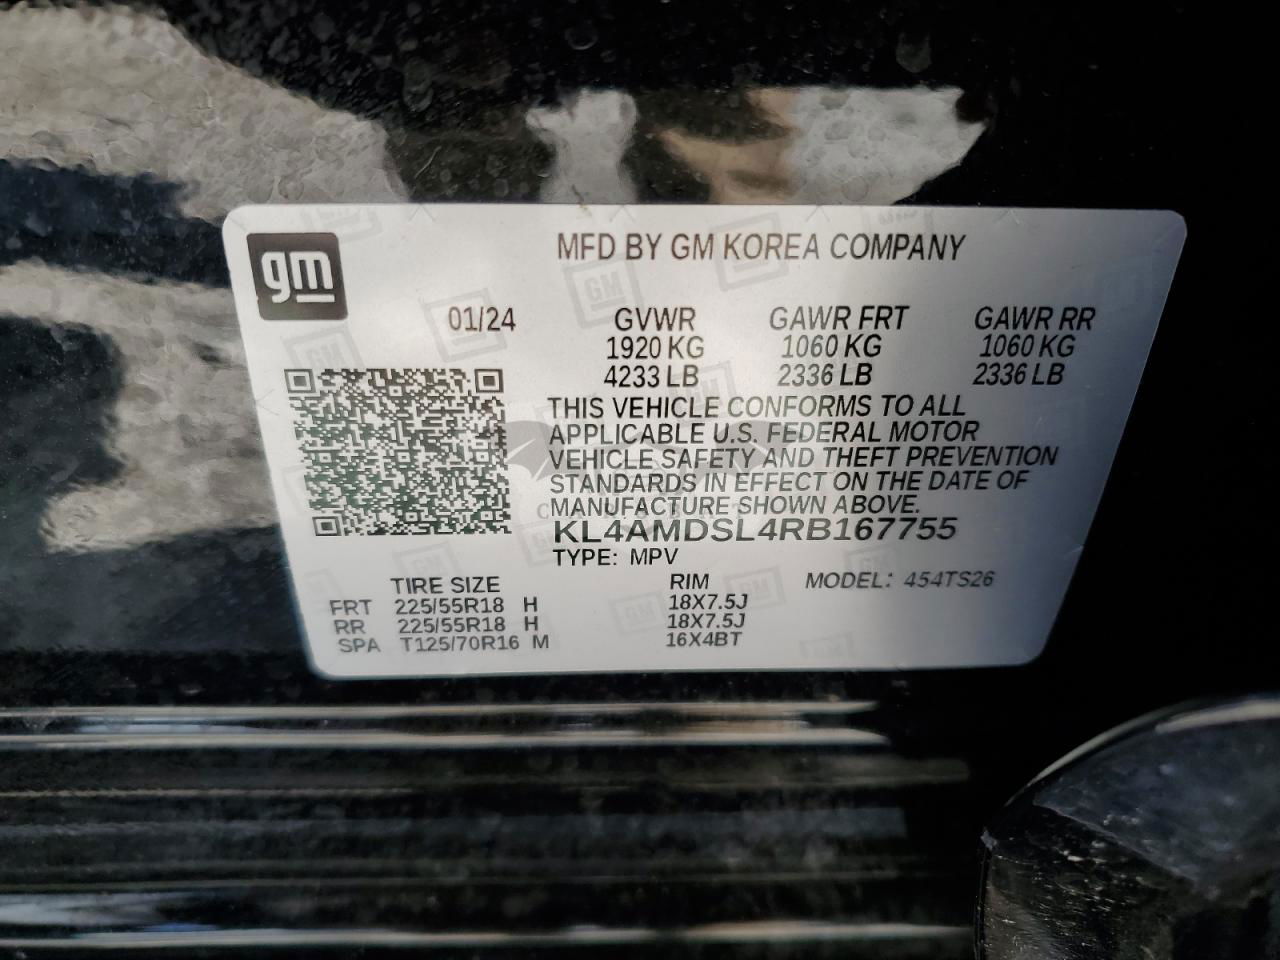 gm
MFD BY GM KOREA COMPANY
01/24 GVWR GAWR FRT GAWR RR
1920 KG 1060 KG 1060 KG
4233 LB 2336 LB 2336 LB
THIS VEHICLE CONFORMS TO ALL
APPLICABLE U.S. FEDERAL MOTOR
VEHICLE SAFETY AND THEFT PREVENTION
STANDARDS IN EFFECT ON THE DATE OF
MANUFACTURE SHOWN ABOVE.
KL4AMDSL4RB167755
TYPE: MPV
TIRE SIZE RIM MODEL: 454TS26
FRT 225/55R18 H 18X7.5J
RR 225/55R18 H 18X7.5J
SPA T125/70R16 M 16X4BT